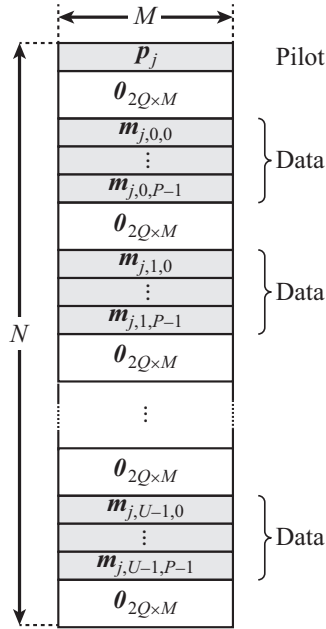 M
p_j Pilot
0_{2Q×M}
m_{j,0,0}
⋮ Data
m_{j,0,P−1}
0_{2Q×M}
m_{j,1,0}
⋮ Data
m_{j,1,P−1}
N
0_{2Q×M}
⋮
0_{2Q×M}
m_{j,U−1,0}
⋮ Data
m_{j,U−1,P−1}
0_{2Q×M}